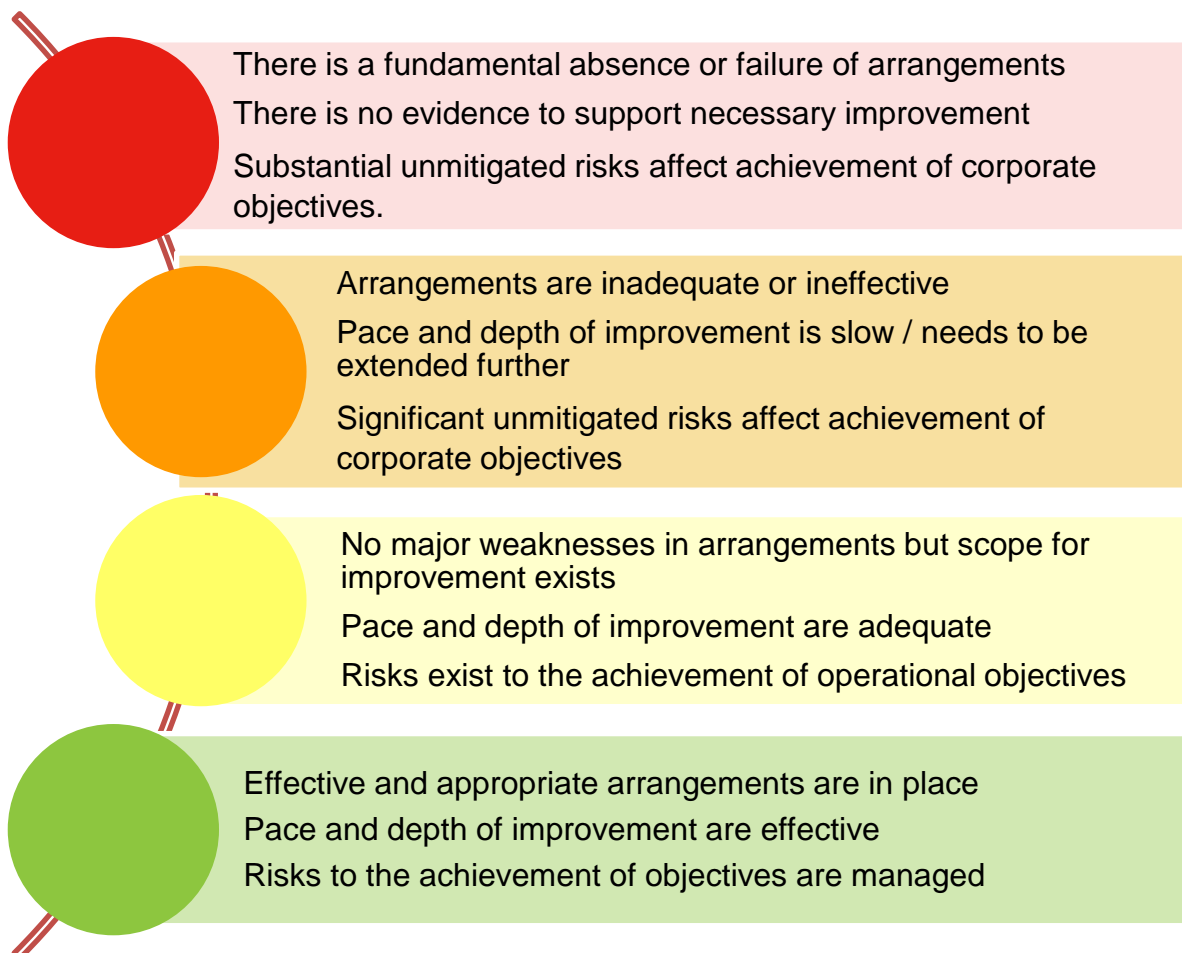 There is a fundamental absence or failure of arrangements
There is no evidence to support necessary improvement
Substantial unmitigated risks affect achievement of corporate
objectives.
Arrangements are inadequate or ineffective
Pace and depth of improvement is slow / needs to be
extended further
Significant unmitigated risks affect achievement of
corporate objectives
No major weaknesses in arrangements but scope for
improvement exists
Pace and depth of improvement are adequate
Risks exist to the achievement of operational objectives
Effective and appropriate arrangements are in place
Pace and depth of improvement are effective
Risks to the achievement of objectives are managed